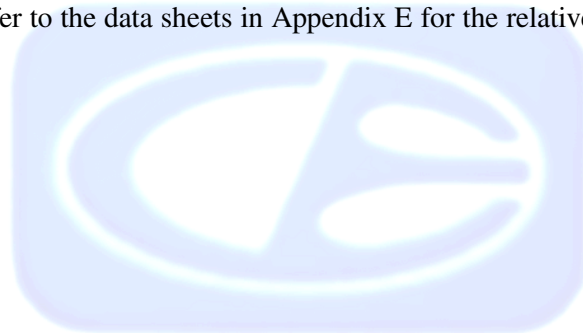 fer to the data sheets in Appendix E for the relative